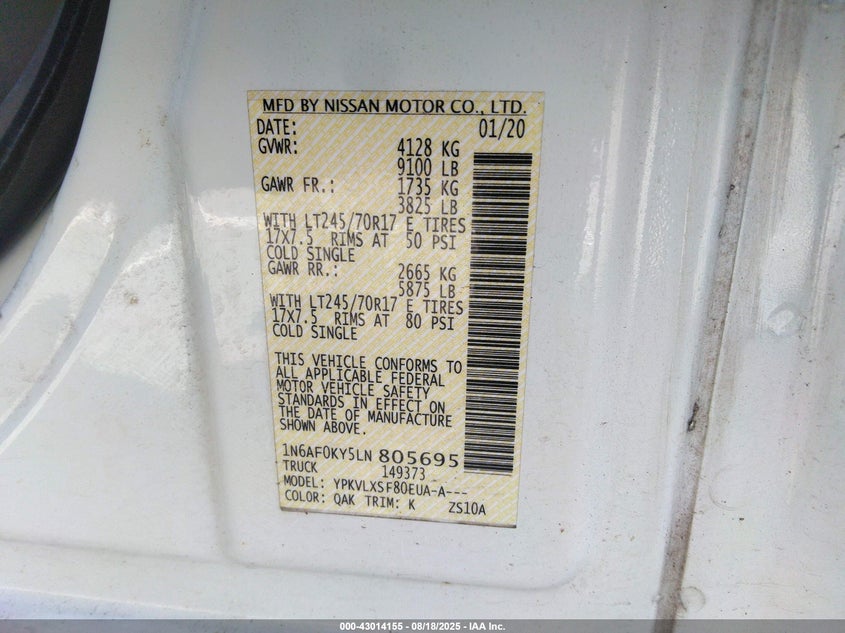 MFD BY NISSAN MOTOR CO., LTD.
DATE: 01/20
GVWR: 4128 KG
9100 LB
GAWR FR.: 1735 KG
3825 LB
WITH LT245/70R17 E TIRES
17X7.5 RIMS AT 50 PSI
COLD SINGLE
GAWR RR.: 2665 KG
5875 LB
WITH LT245/70R17 E TIRES
17X7.5 RIMS AT 80 PSI
COLD SINGLE
THIS VEHICLE CONFORMS TO
ALL APPLICABLE FEDERAL
MOTOR VEHICLE SAFETY
STANDARDS IN EFFECT ON
THE DATE OF MANUFACTURE
SHOWN ABOVE.
1N6AF0KY5LN 805695
TRUCK 149373
MODEL: YPKVLXSF80EUA-A---
COLOR: QAK TRIM: K ZS10A
000-43014155 - 08/18/2025 - IAA Inc.